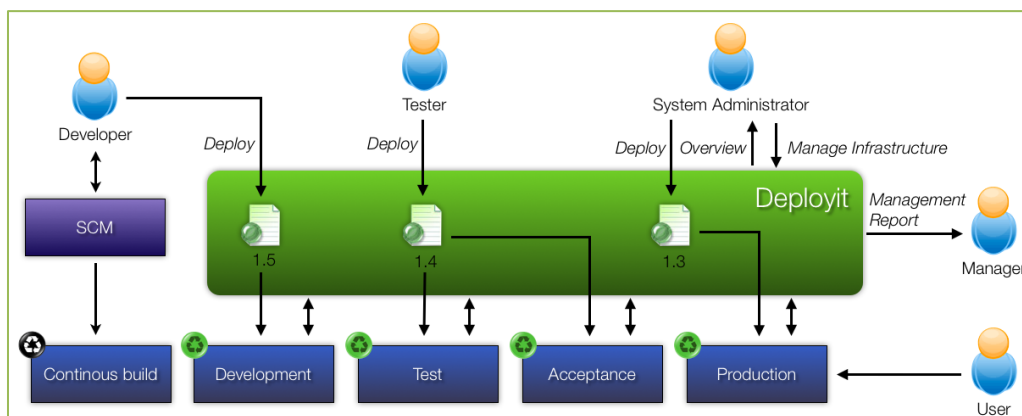 Tester
System Administrator
Developer
Deploy
Deploy
Deploy
Overview
Manage Infrastructure
Deployit
Management
Report
SCM
1.5
1.4
1.3
Manager
Continous build
Development
Test
Acceptance
Production
User